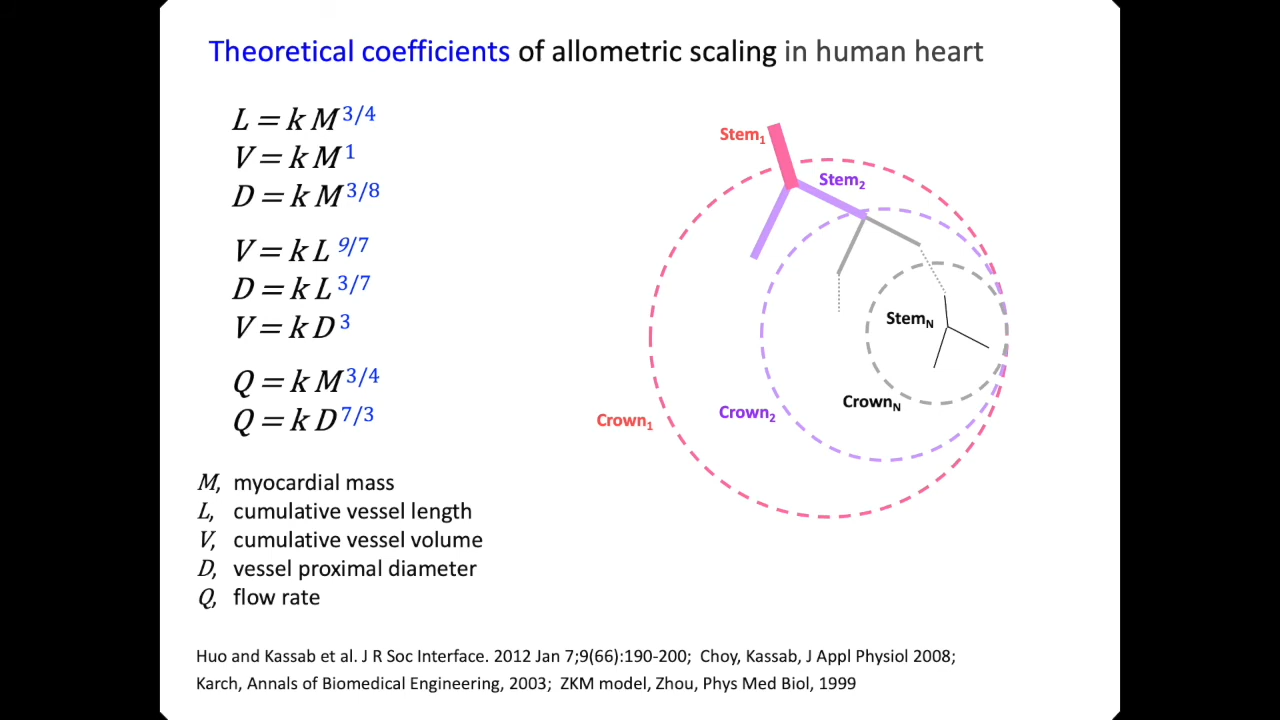 Theoretical coefficients of allometric scaling in human heart
L = k M^3/4
V = k M^1
D = k M^3/8
V = k L^9/7
D = k L^3/7
V = k D^3
Q = k M^3/4
Q = k D^7/3
M, myocardial mass
L, cumulative vessel length
V, cumulative vessel volume
D, vessel proximal diameter
Q, flow rate
Stem1
Stem2
StemN
CrownN
Crown2
Crown1
Huo and Kassab et al. J R Soc Interface. 2012 Jan 7;9(66):190-200; Choy, Kassab, J Appl Physiol 2008;
Karch, Annals of Biomedical Engineering, 2003; ZKM model, Zhou, Phys Med Biol, 1999